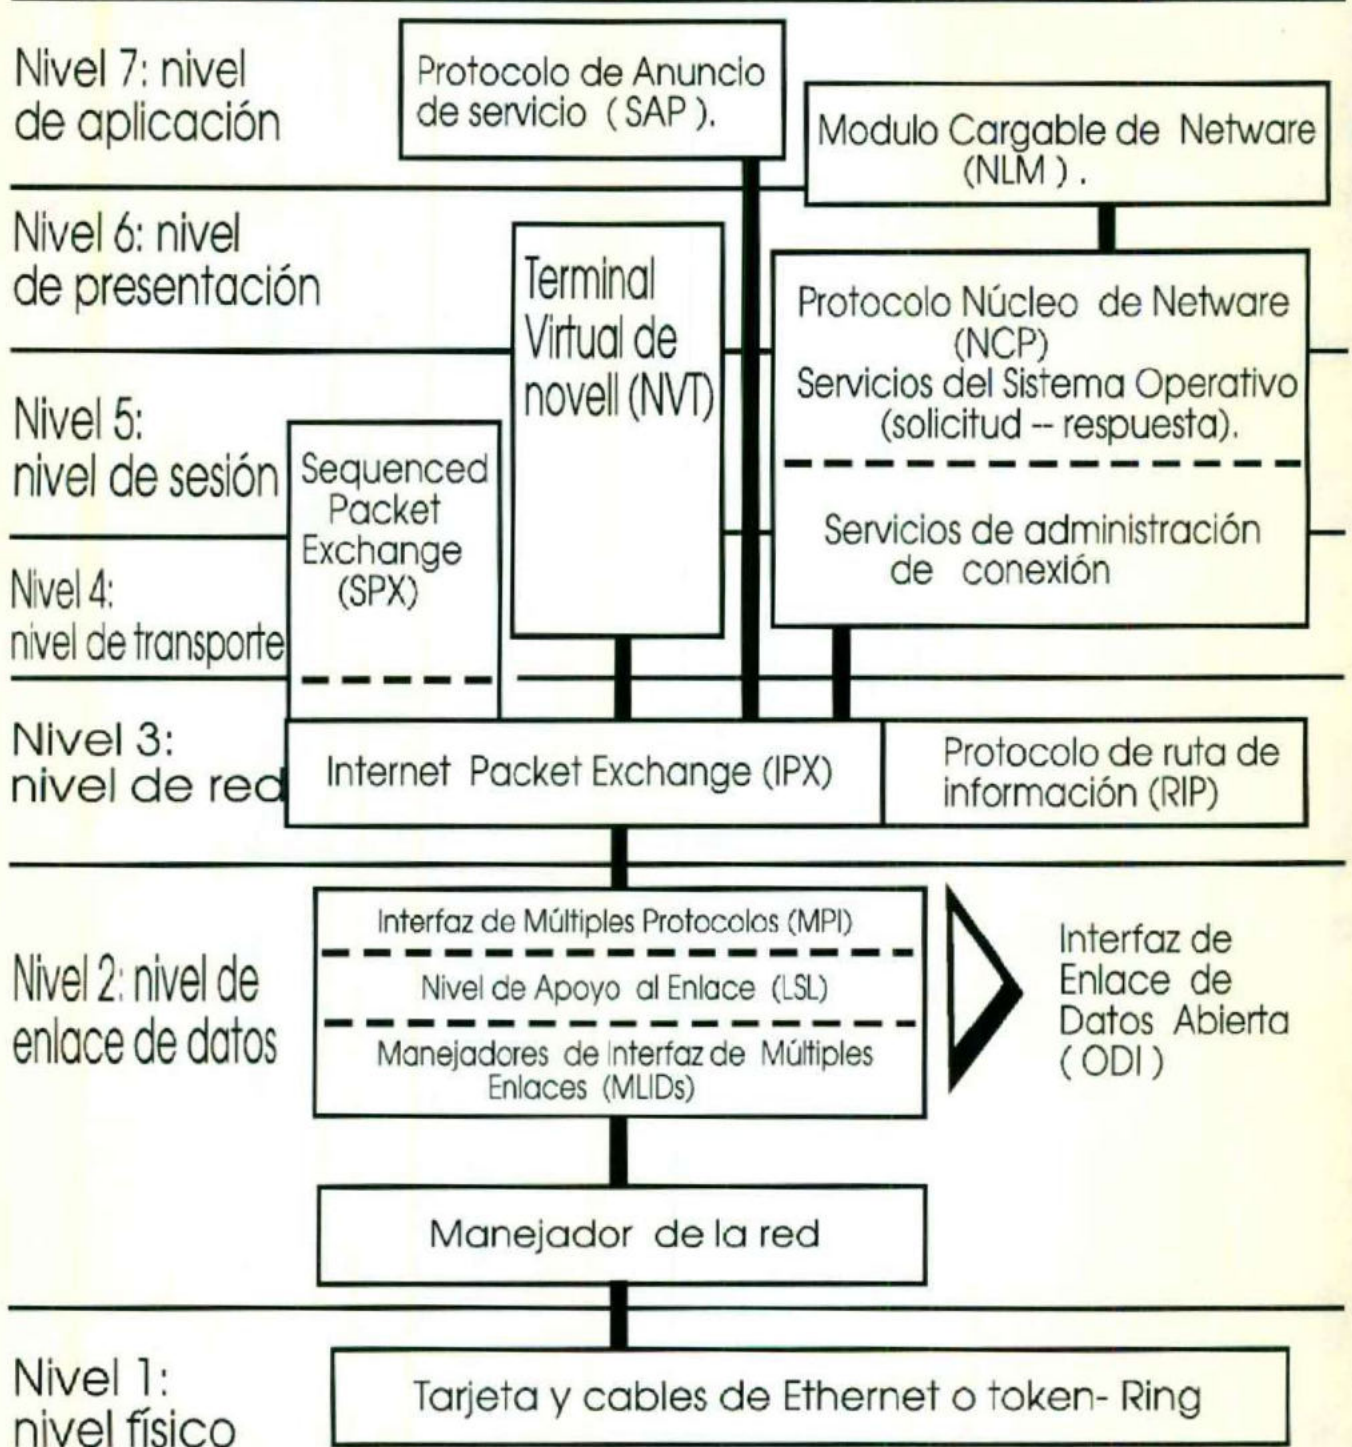 Nivel 7: nivel
de aplicación
Protocolo de Anuncio
de servicio ( SAP ).
Modulo Cargable de Netware
(NLM ) .
Nivel 6: nivel
de presentación
Terminal
Virtual de
novell (NVT)
Protocolo Núcleo de Netware
(NCP)
Servicios del Sistema Operativo
(solicitud -- respuesta).
Servicios de administración
de conexión
Nivel 5:
nivel de sesión
Sequenced
Packet
Exchange
(SPX)
Nivel 4:
nivel de transporte
Nivel 3:
nivel de red
Internet Packet Exchange (IPX)
Protocolo de ruta de
información (RIP)
Nivel 2: nivel de
enlace de datos
Interfaz de Múltiples Protocolos (MPI)
Nivel de Apoyo al Enlace (LSL)
Manejadores de Interfaz de Múltiples
Enlaces (MLIDs)
Interfaz de
Enlace de
Datos Abierta
( ODI )
Manejador de la red
Nivel 1:
nivel físico
Tarjeta y cables de Ethernet o token- Ring